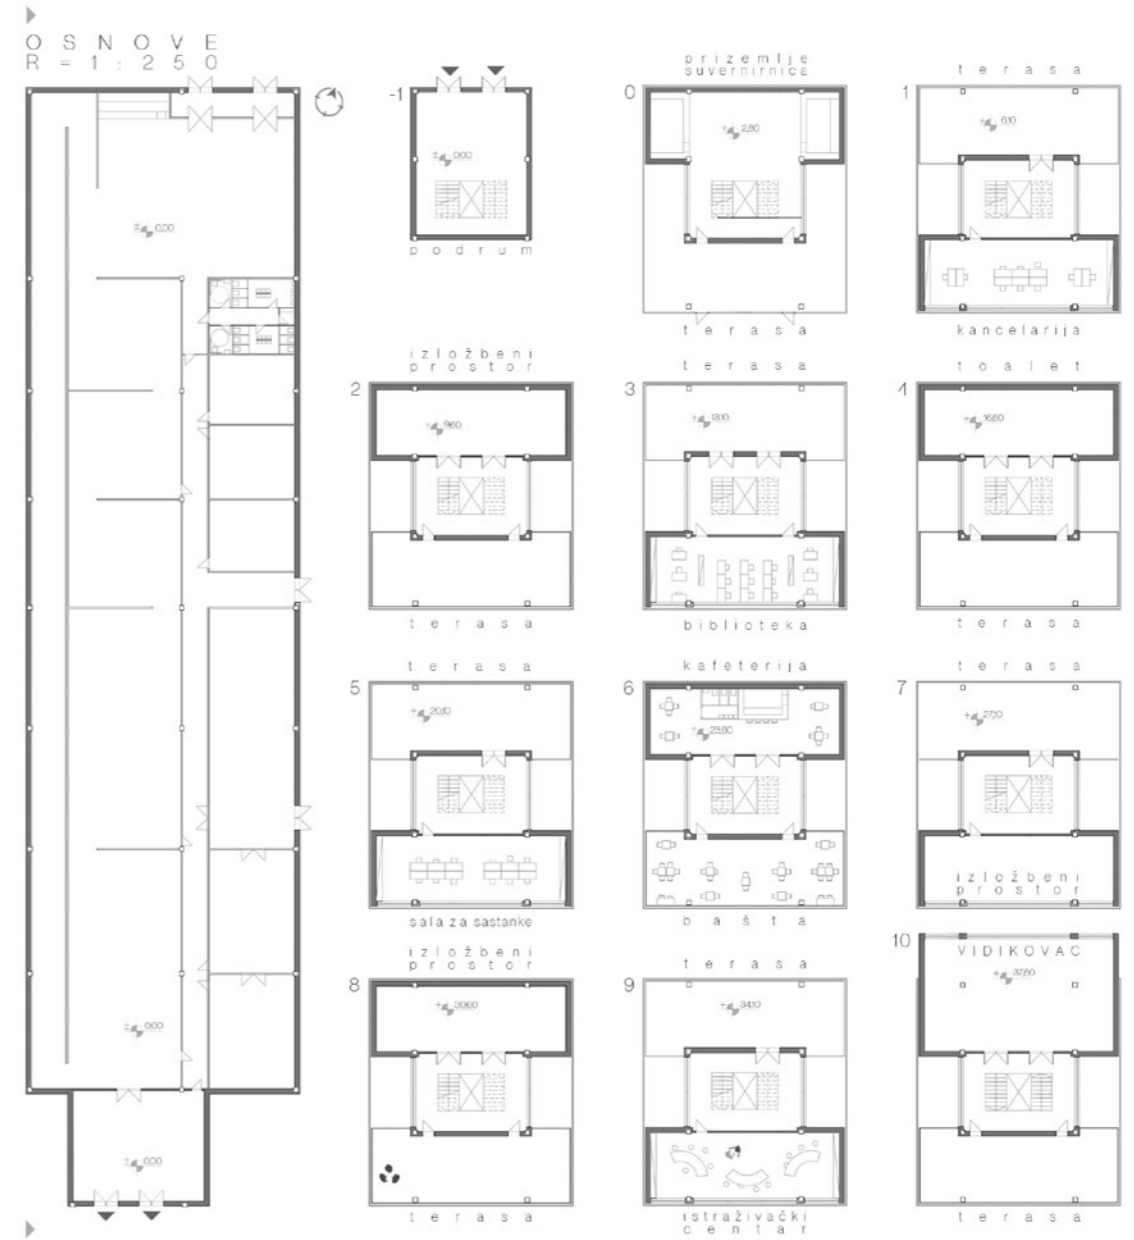 OSNOVE
R=1:250
±0,00
±0,00
±0,00
-1
±0,00
podrum
prizemlje
suvernirnica
0
+2,80
terasa
terasa
1
+6,10
kancelarija
izložbeni
prostor
2
+9,60
terasa
terasa
3
+13,10
biblioteka
toalet
4
+16,60
terasa
terasa
5
+20,10
sala za sastanke
kafeterija
6
+23,60
bašta
terasa
7
+27,10
izložbeni
prostor
izložbeni
prostor
8
+30,60
terasa
terasa
9
+34,10
istraživački
centar
10
VIDIKOVAC
+37,60
terasa